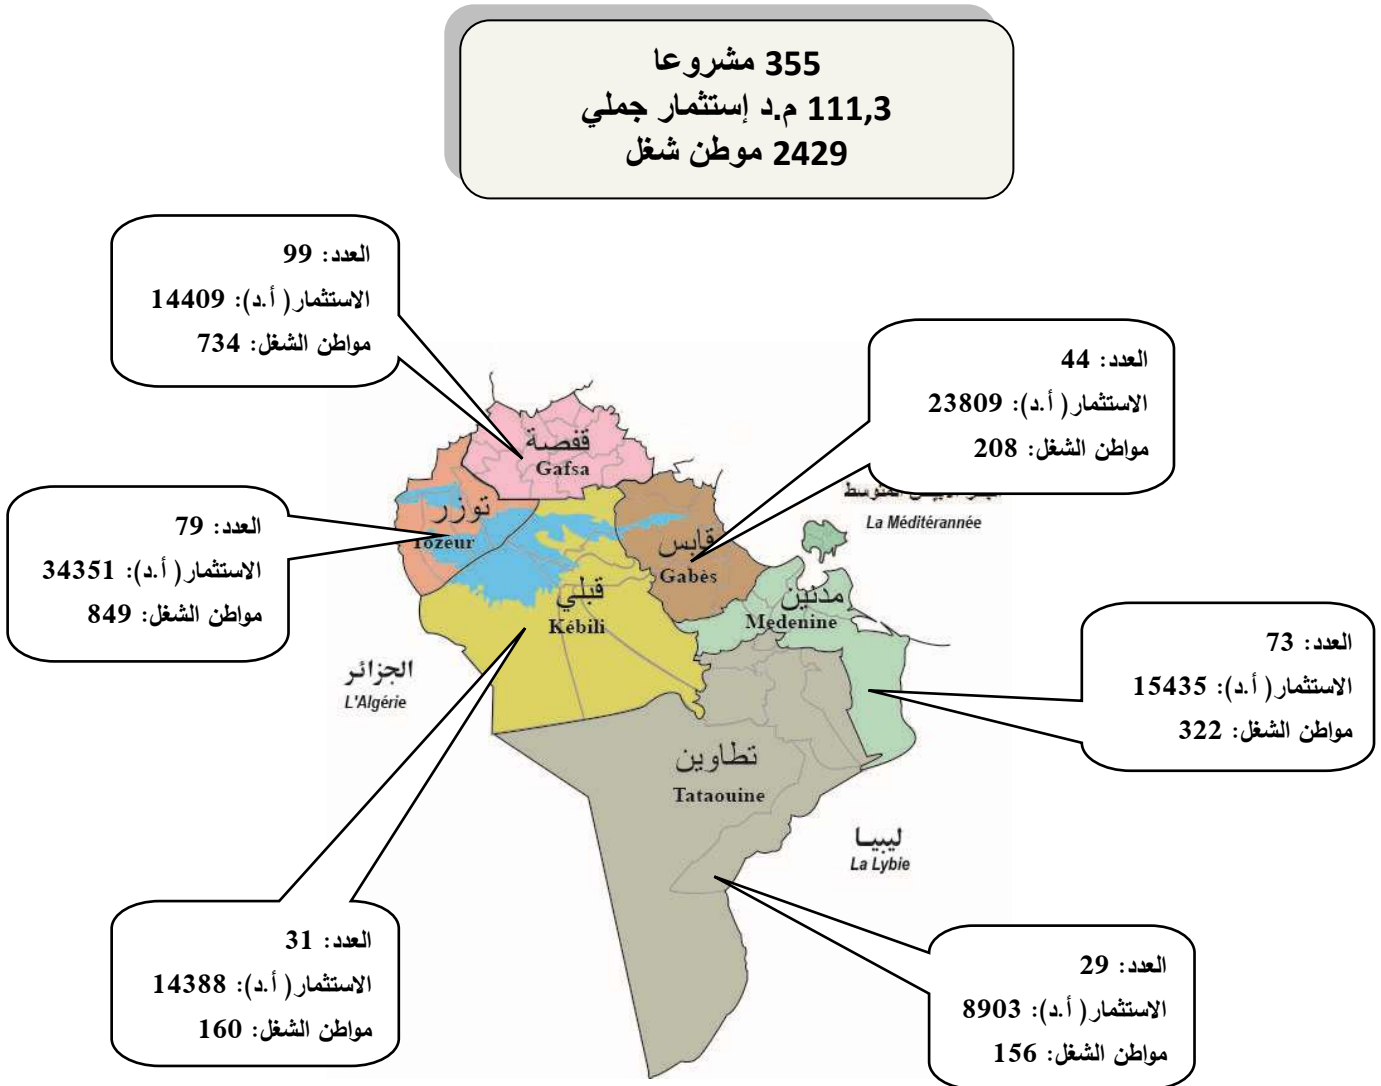 355 مشروعا
111,3 م.د إستثمار جملي
2429 موطن شغل
العدد: 99
الاستثمار( أ.د): 14409
مواطن الشغل: 734
العدد: 44
الاستثمار( أ.د): 23809
مواطن الشغل: 208
قفصة
Gafsa
المتوسط
La Méditérannée
توزر
Tozeur
العدد: 79
الاستثمار( أ.د): 34351
مواطن الشغل: 849
قابس
Gabès
قبلي
Kébili
مدنين
Medenine
العدد: 73
الاستثمار( أ.د): 15435
مواطن الشغل: 322
الجزائر
L'Algérie
تطاوين
Tataouine
ليبيا
La Lybie
العدد: 31
الاستثمار( أ.د): 14388
مواطن الشغل: 160
العدد: 29
الاستثمار( أ.د): 8903
مواطن الشغل: 156